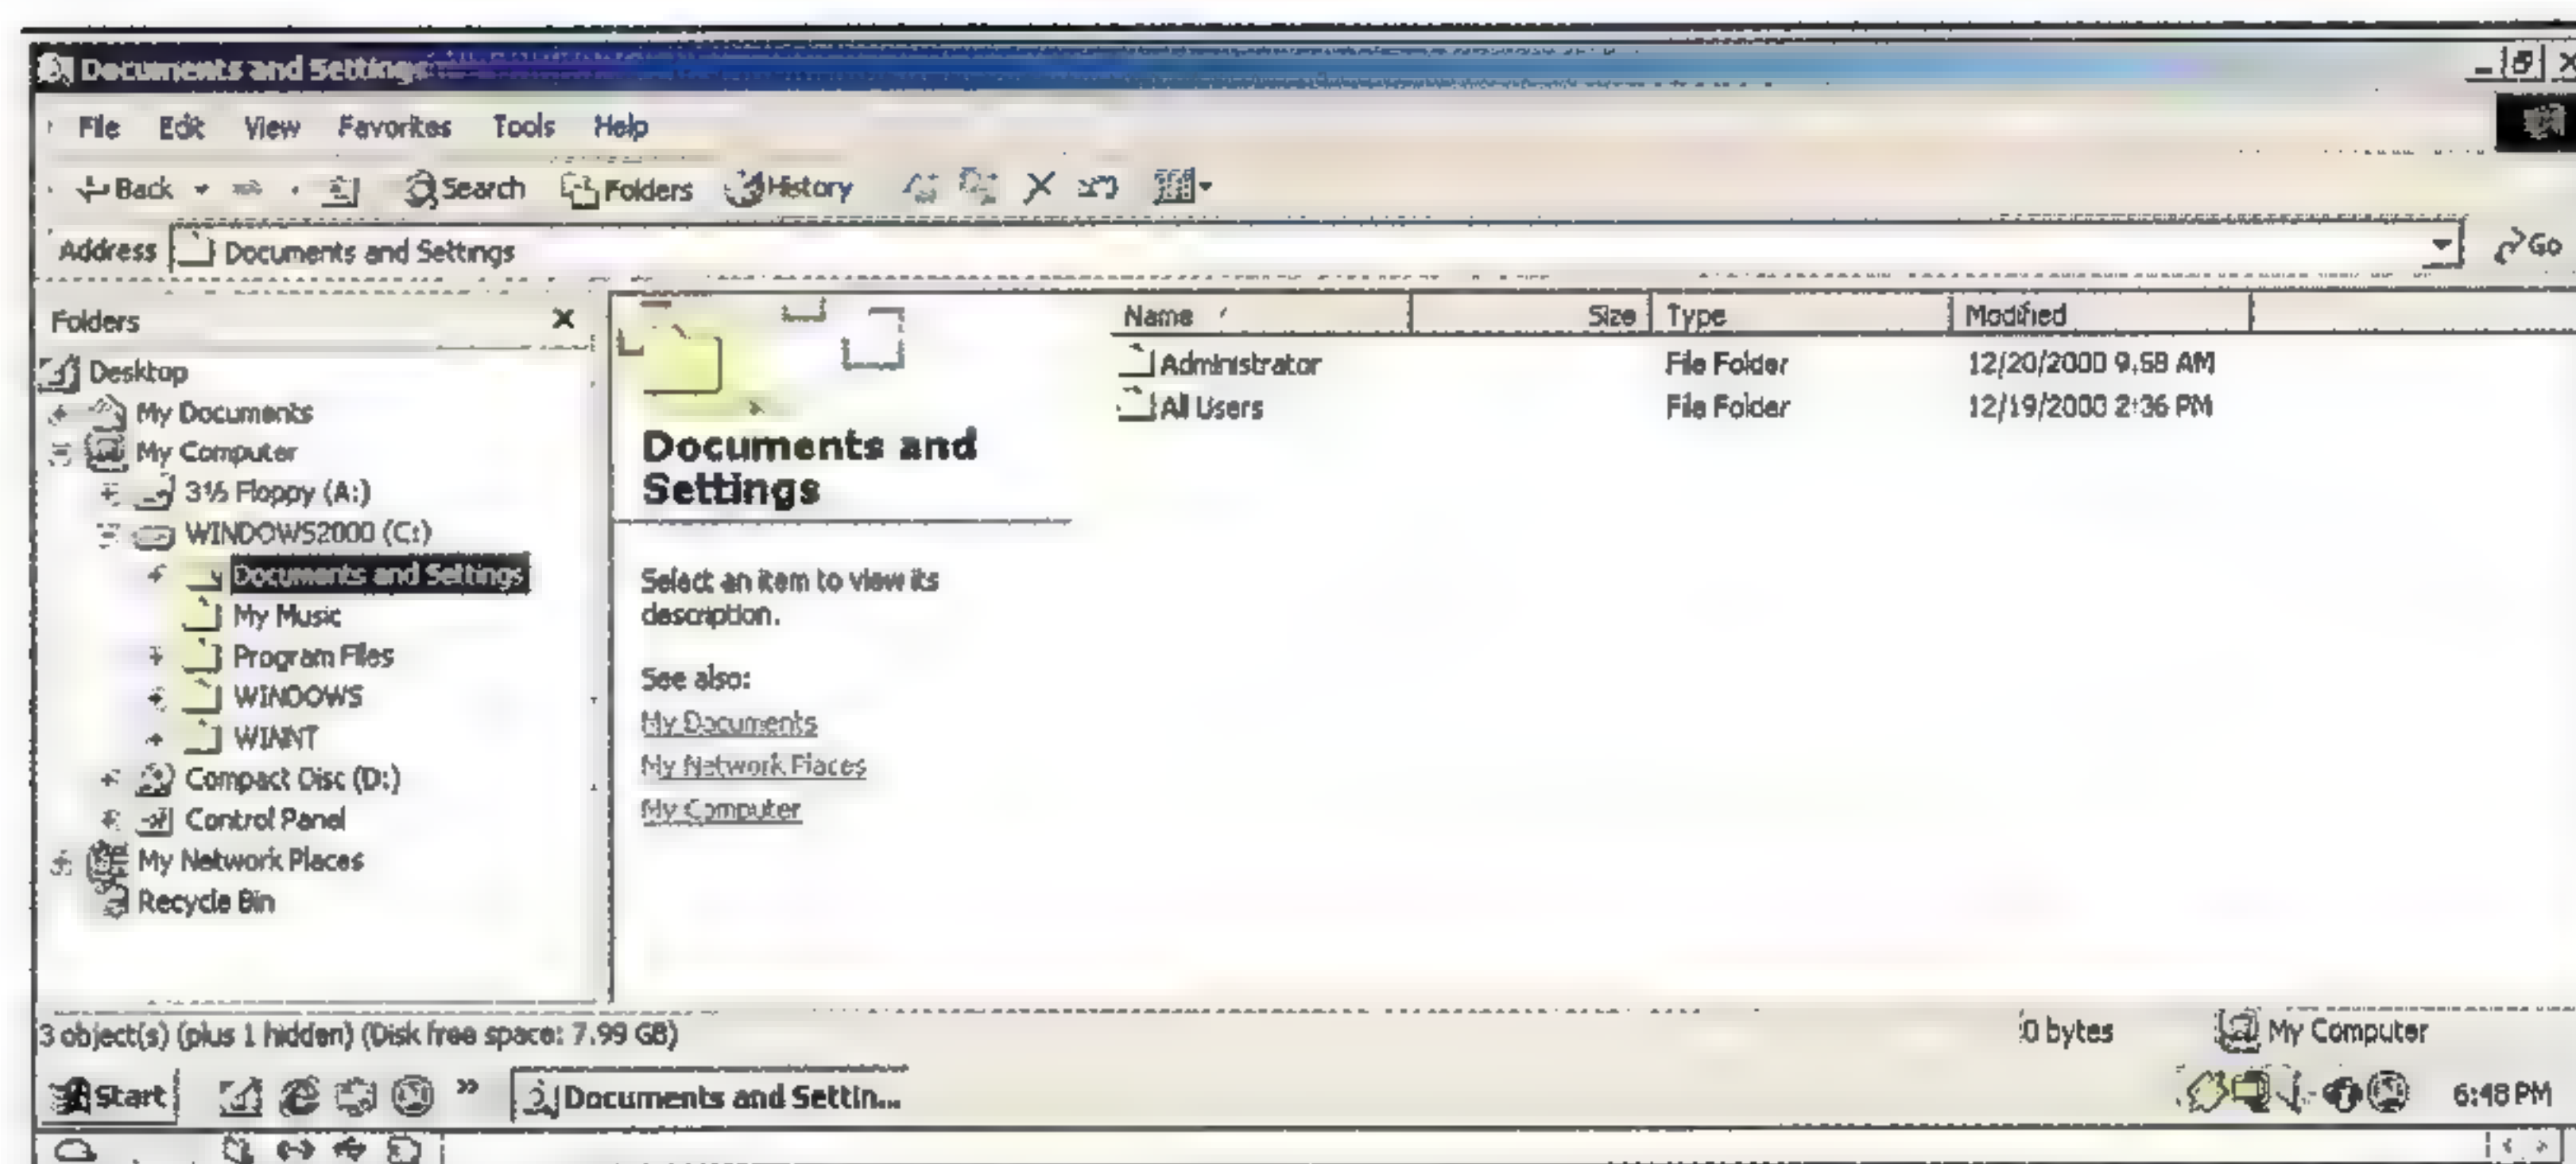 Documents and Settings
File Edit View Favorites Tools Help
Back Search Folders History
Address Documents and Settings Go
Folders
Desktop
My Documents
My Computer
3½ Floppy (A:)
WINDOWS2000 (C:)
Documents and Settings
My Music
Program Files
WINDOWS
WINNT
Compact Disc (D:)
Control Panel
My Network Places
Recycle Bin
Documents and
Settings
Select an item to view its
description.
See also:
My Documents
My Network Places
My Computer
Name Size Type Modified
Administrator File Folder 12/20/2000 9:58 AM
All Users File Folder 12/19/2000 2:36 PM
3 object(s) (plus 1 hidden) (Disk free space: 7.99 GB) 0 bytes My Computer
Start » Documents and Settin... 6:48 PM